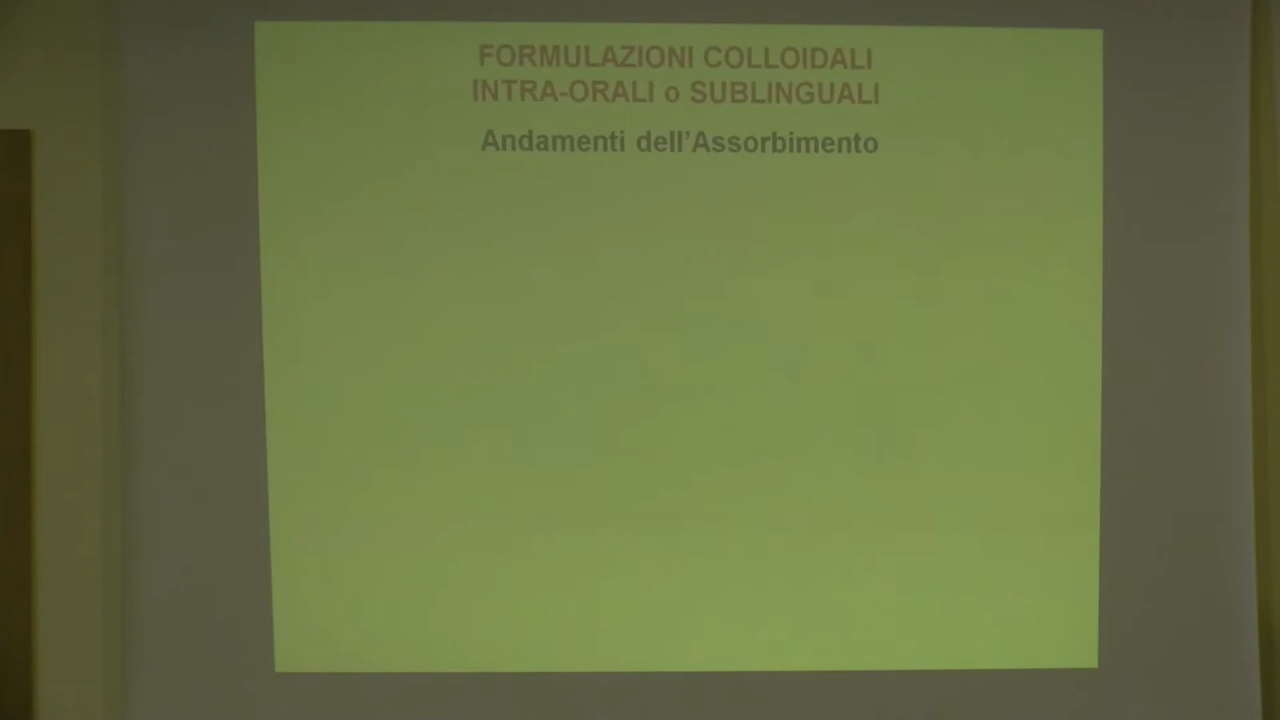 FORMULAZIONI COLLOIDALI
INTRA-ORALI o SUBLINGUALI
Andamenti dell’Assorbimento